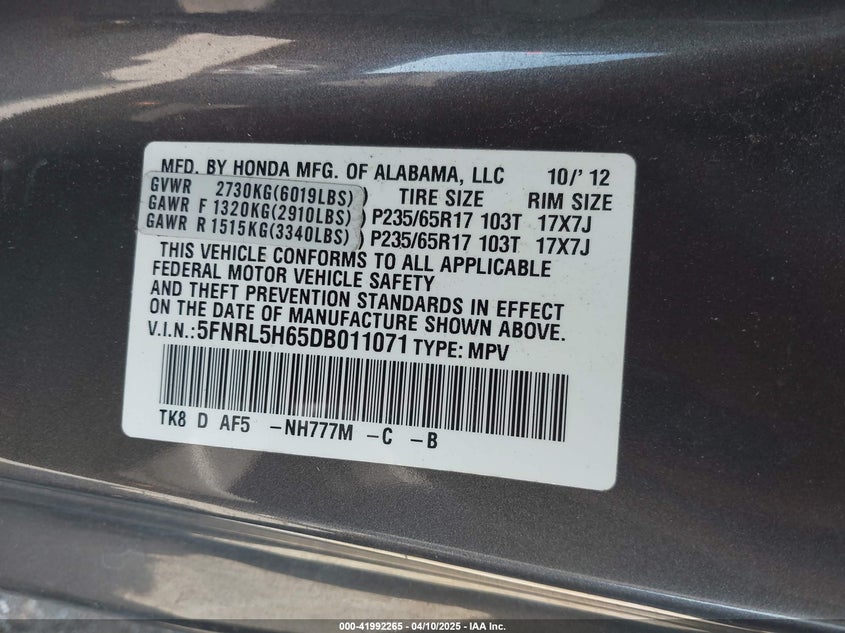 MFD. BY HONDA MFG. OF ALABAMA, LLC 10/'12
GVWR 2730KG(6019LBS) TIRE SIZE RIM SIZE
GAWR F 1320KG(2910LBS) P235/65R17 103T 17X7J
GAWR R 1515KG(3340LBS) P235/65R17 103T 17X7J
THIS VEHICLE CONFORMS TO ALL APPLICABLE
FEDERAL MOTOR VEHICLE SAFETY
AND THEFT PREVENTION STANDARDS IN EFFECT
ON THE DATE OF MANUFACTURE SHOWN ABOVE.
V.I.N.:5FNRL5H65DB011071 TYPE: MPV
TK8 D AF5 -NH777M -C -B
000-41992265 - 04/10/2025 - IAA Inc.